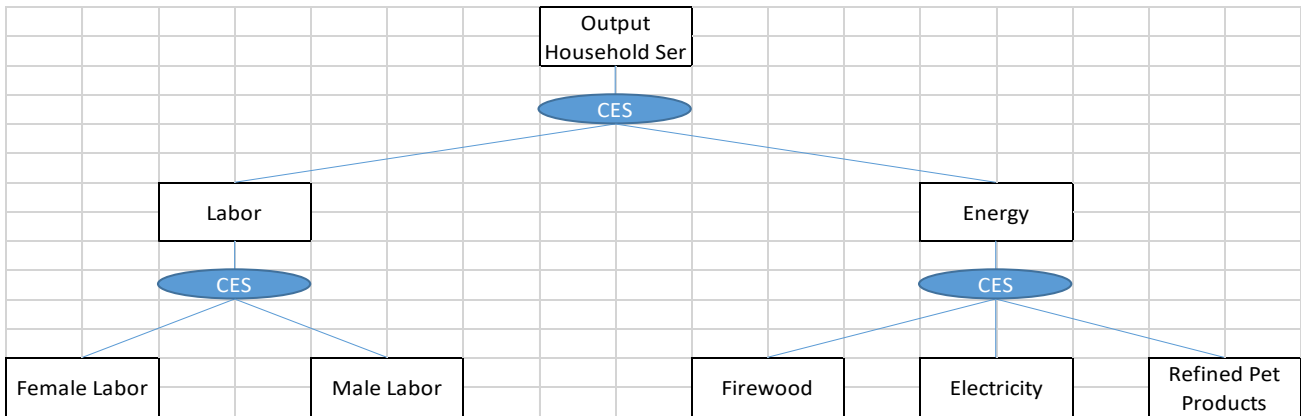 Output
Household Ser
CES
Labor
Energy
CES
CES
Female Labor
Male Labor
Firewood
Electricity
Refined Pet
Products